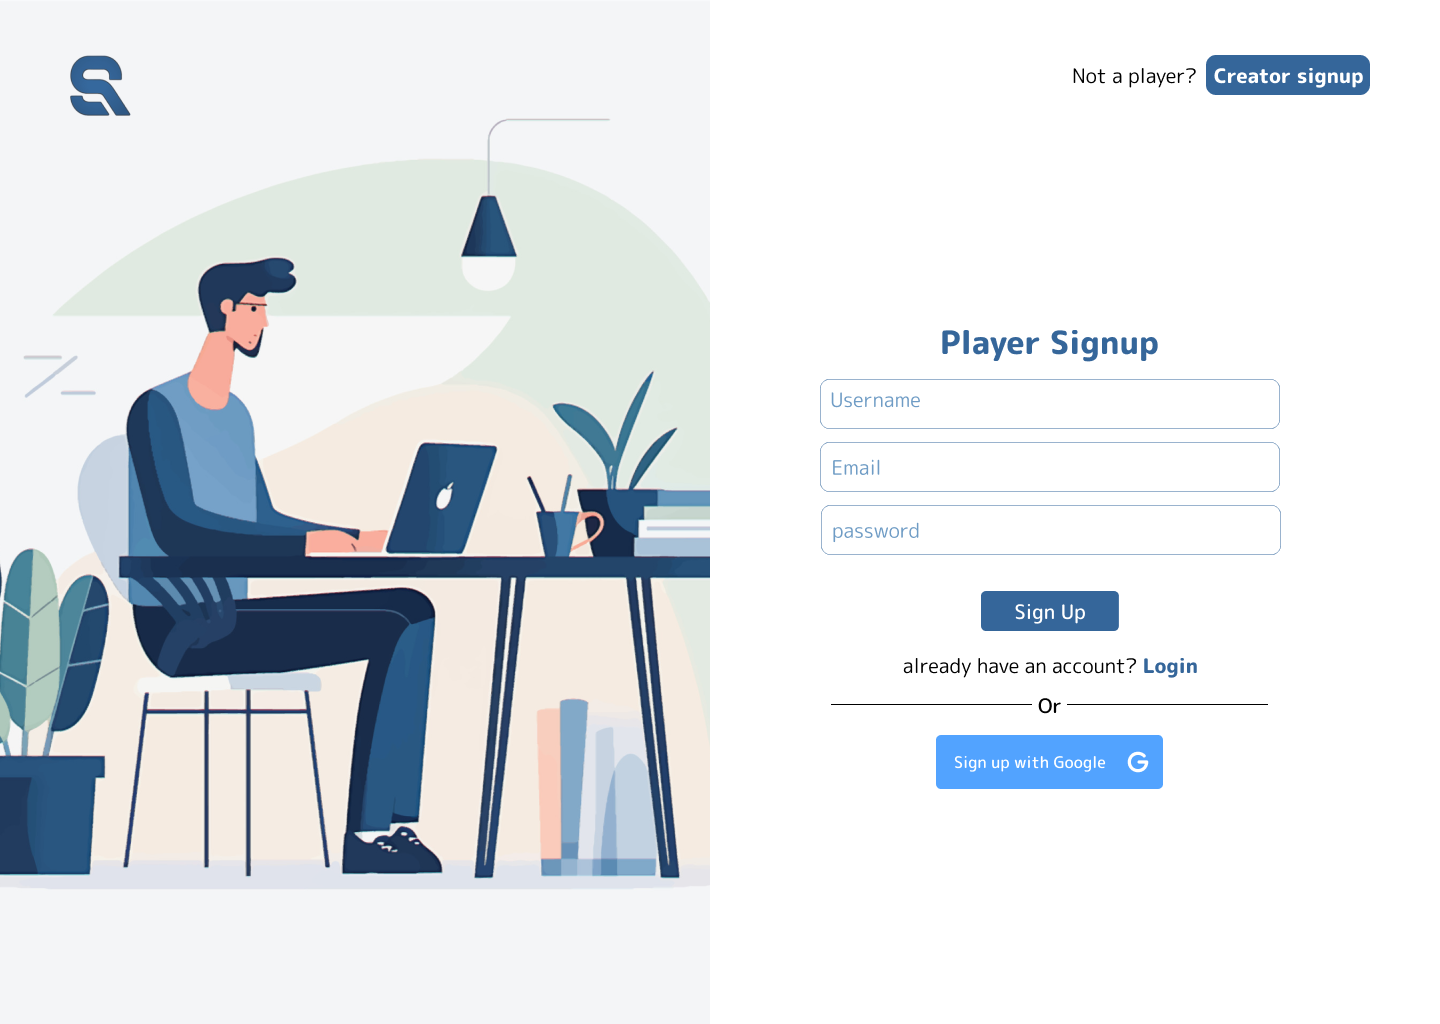 Not a player? Creator signup
Player Signup
Username
Email
password
Sign Up
already have an account? Login
Or
Sign up with Google G